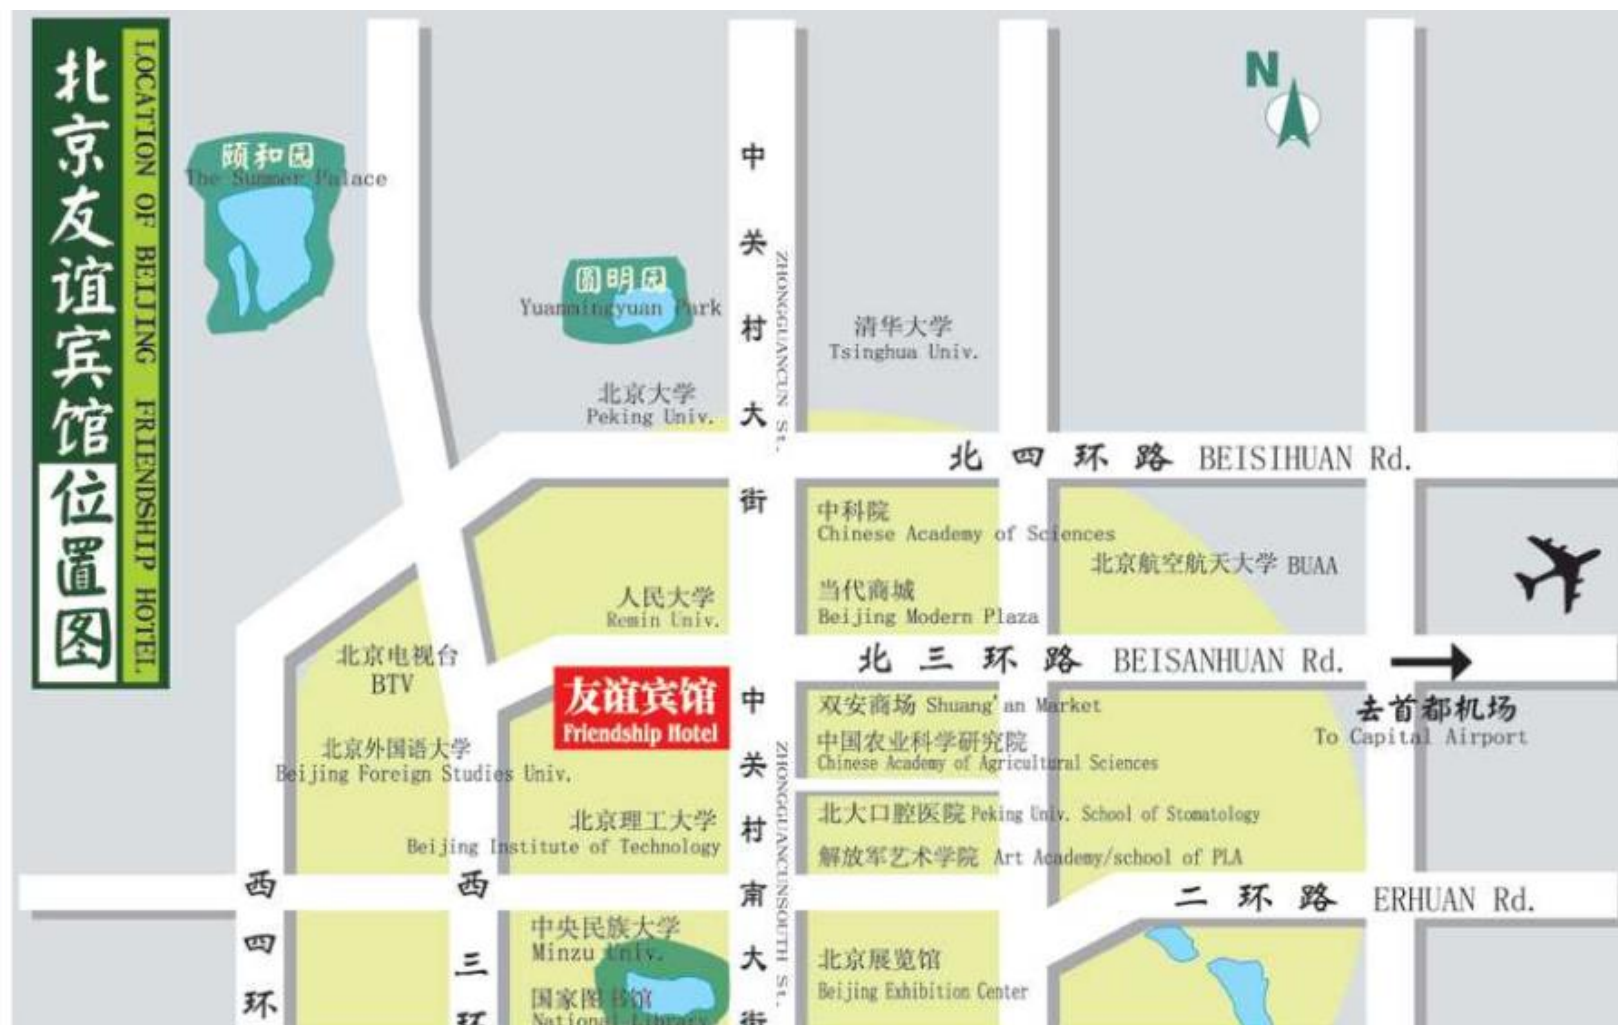 北京友谊宾馆位置图
LOCATION OF BEIJING FRIENDSHIP HOTEL
N
颐和园
The Summer Palace
圆明园
Yuanmingyuan Park
中关村大街
ZHONGGUANCUN St.
清华大学
Tsinghua Univ.
北京大学
Peking Univ.
北四环路 BEISIHUAN Rd.
中科院
Chinese Academy of Sciences
北京航空航天大学 BUAA
当代商城
Beijing Modern Plaza
人民大学
Remin Univ.
北三环路 BEISANHUAN Rd.
北京电视台
BTV
友谊宾馆
Friendship Hotel
双安商场 Shuang'an Market
去首都机场
To Capital Airport
中国农业科学研究院
Chinese Academy of Agricultural Sciences
北京外国语大学
Beijing Foreign Studies Univ.
北大口腔医院 Peking Univ. School of Stomatology
北京理工大学
Beijing Institute of Technology
解放军艺术学院 Art Academy/school of PLA
中关村南大街
ZHONGGUANCUNSOUTH St.
二环路 ERHUAN Rd.
西四环
西三环
中央民族大学
Minzu Univ.
北京展览馆
Beijing Exhibition Center
国家图书馆
National Library